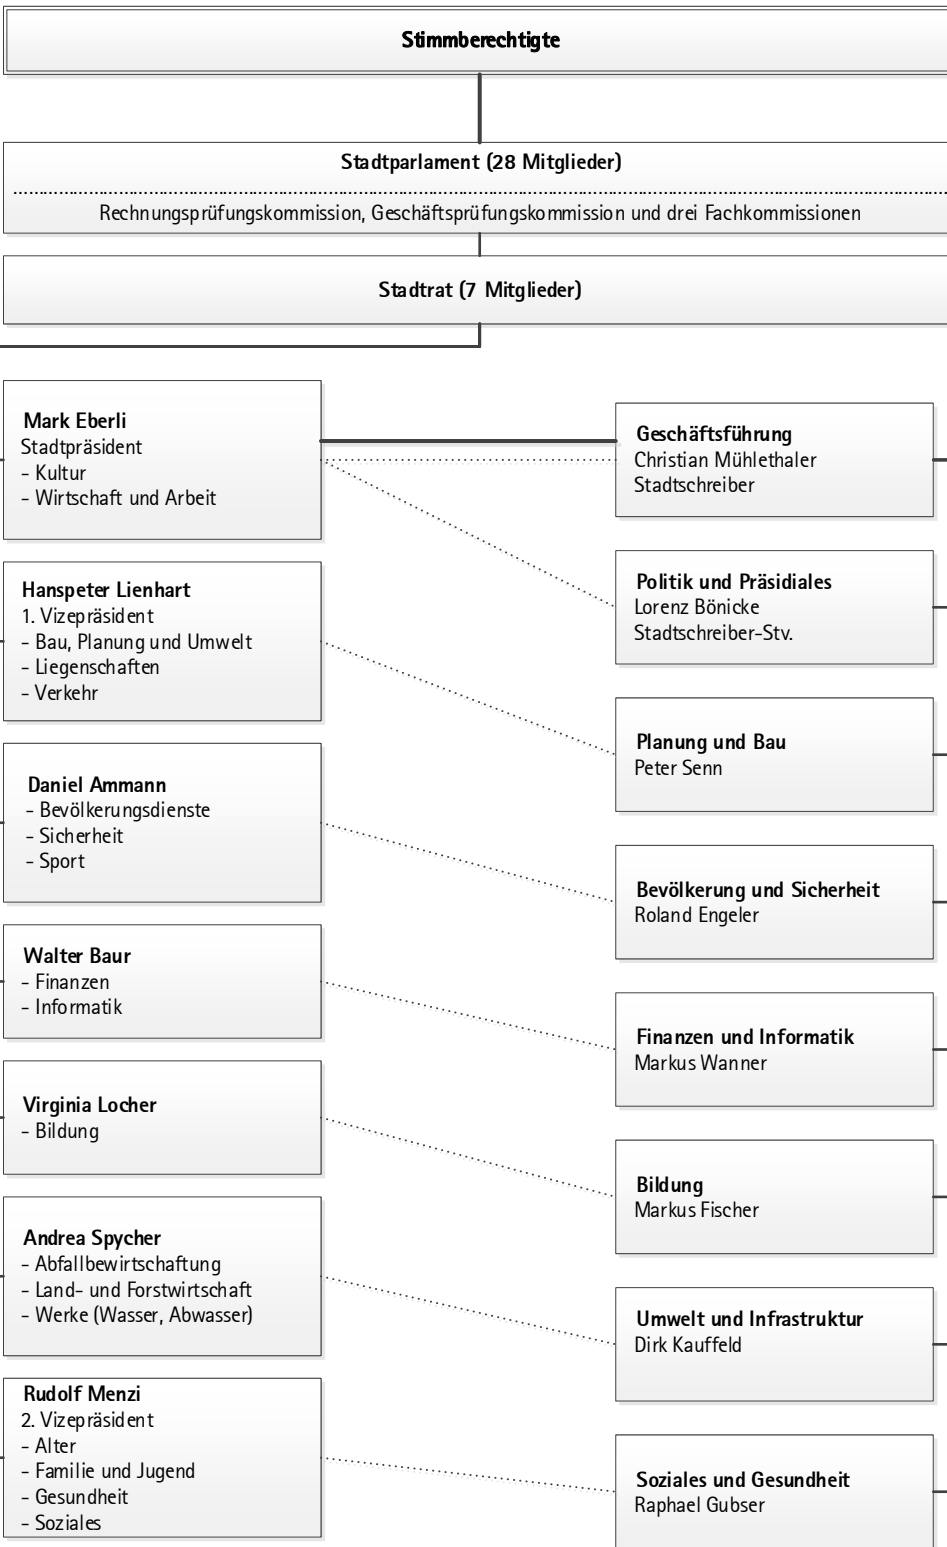 Stimmberechtigte
Stadtparlament (28 Mitglieder)
Rechnungsprüfungskommission, Geschäftsprüfungskommission und drei Fachkommissionen
Stadtrat (7 Mitglieder)
Mark Eberli
Stadtpräsident
- Kultur
- Wirtschaft und Arbeit
Hanspeter Lienhart
1. Vizepräsident
- Bau, Planung und Umwelt
- Liegenschaften
- Verkehr
Daniel Ammann
- Bevölkerungsdienste
- Sicherheit
- Sport
Walter Baur
- Finanzen
- Informatik
Virginia Locher
- Bildung
Andrea Spycher
- Abfallbewirtschaftung
- Land- und Forstwirtschaft
- Werke (Wasser, Abwasser)
Rudolf Menzi
2. Vizepräsident
- Alter
- Familie und Jugend
- Gesundheit
- Soziales
Geschäftsführung
Christian Mühlethaler
Stadtschreiber
Politik und Präsidiales
Lorenz Bönicke
Stadtschreiber-Stv.
Planung und Bau
Peter Senn
Bevölkerung und Sicherheit
Roland Engeler
Finanzen und Informatik
Markus Wanner
Bildung
Markus Fischer
Umwelt und Infrastruktur
Dirk Kauffeld
Soziales und Gesundheit
Raphael Gubser